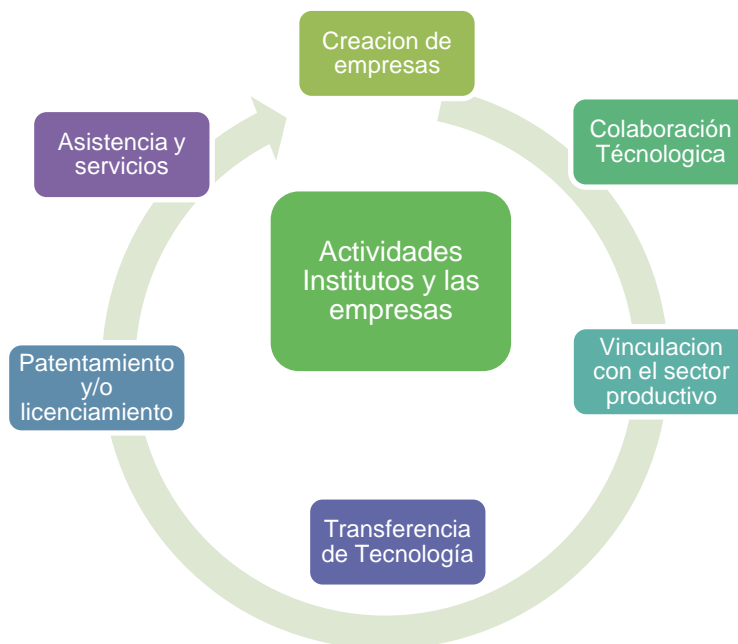 Creacion de
empresas
Colaboración
Técnologica
Vinculacion
con el sector
productivo
Transferencia
de Tecnología
Patentamiento
y/o
licenciamiento
Asistencia y
servicios
Actividades
Institutos y las
empresas